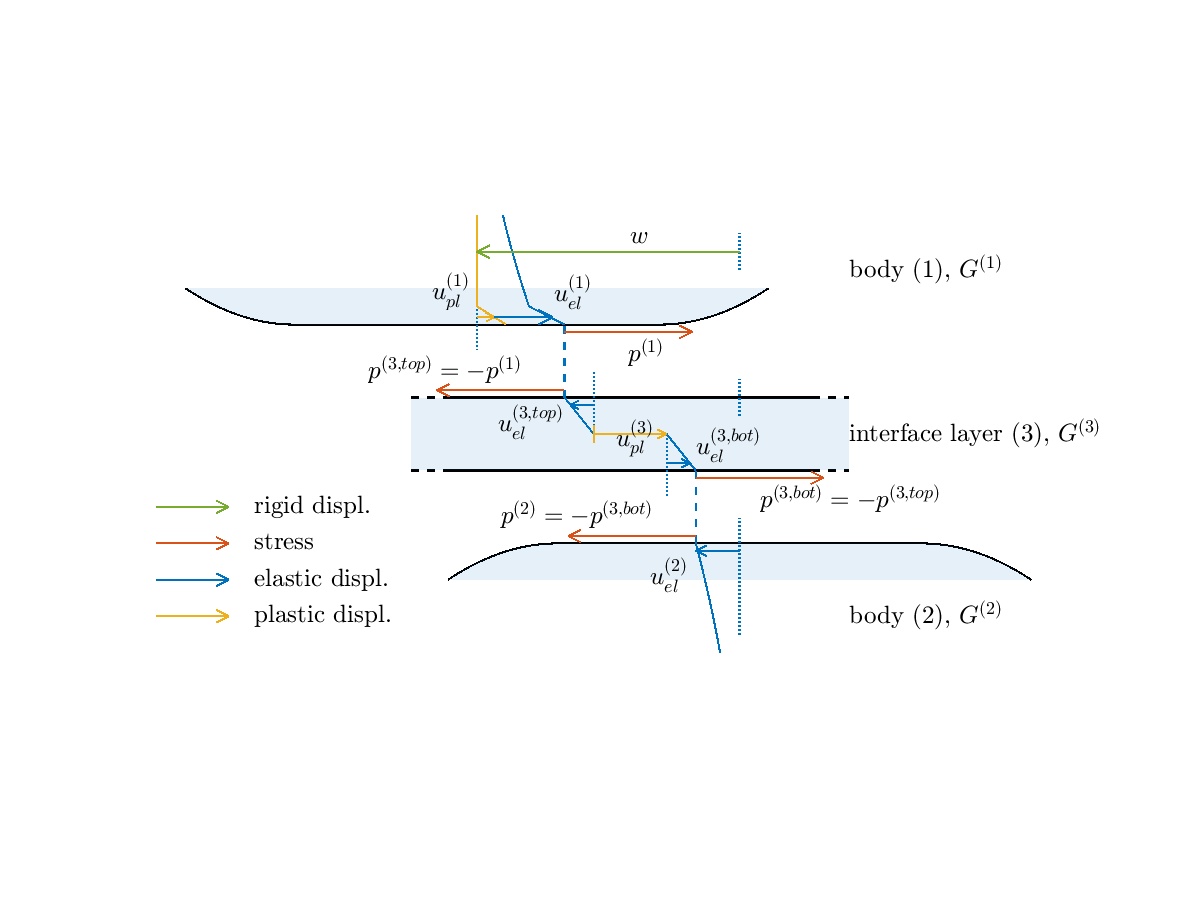 w
body (1), G^{(1)}
u_{pl}^{(1)}
u_{el}^{(1)}
p^{(1)}
p^{(3,top)} = −p^{(1)}
u_{el}^{(3,top)}
u_{pl}^{(3)}
u_{el}^{(3,bot)}
interface layer (3), G^{(3)}
p^{(3,bot)} = −p^{(3,top)}
p^{(2)} = −p^{(3,bot)}
u_{el}^{(2)}
body (2), G^{(2)}
rigid displ.
stress
elastic displ.
plastic displ.